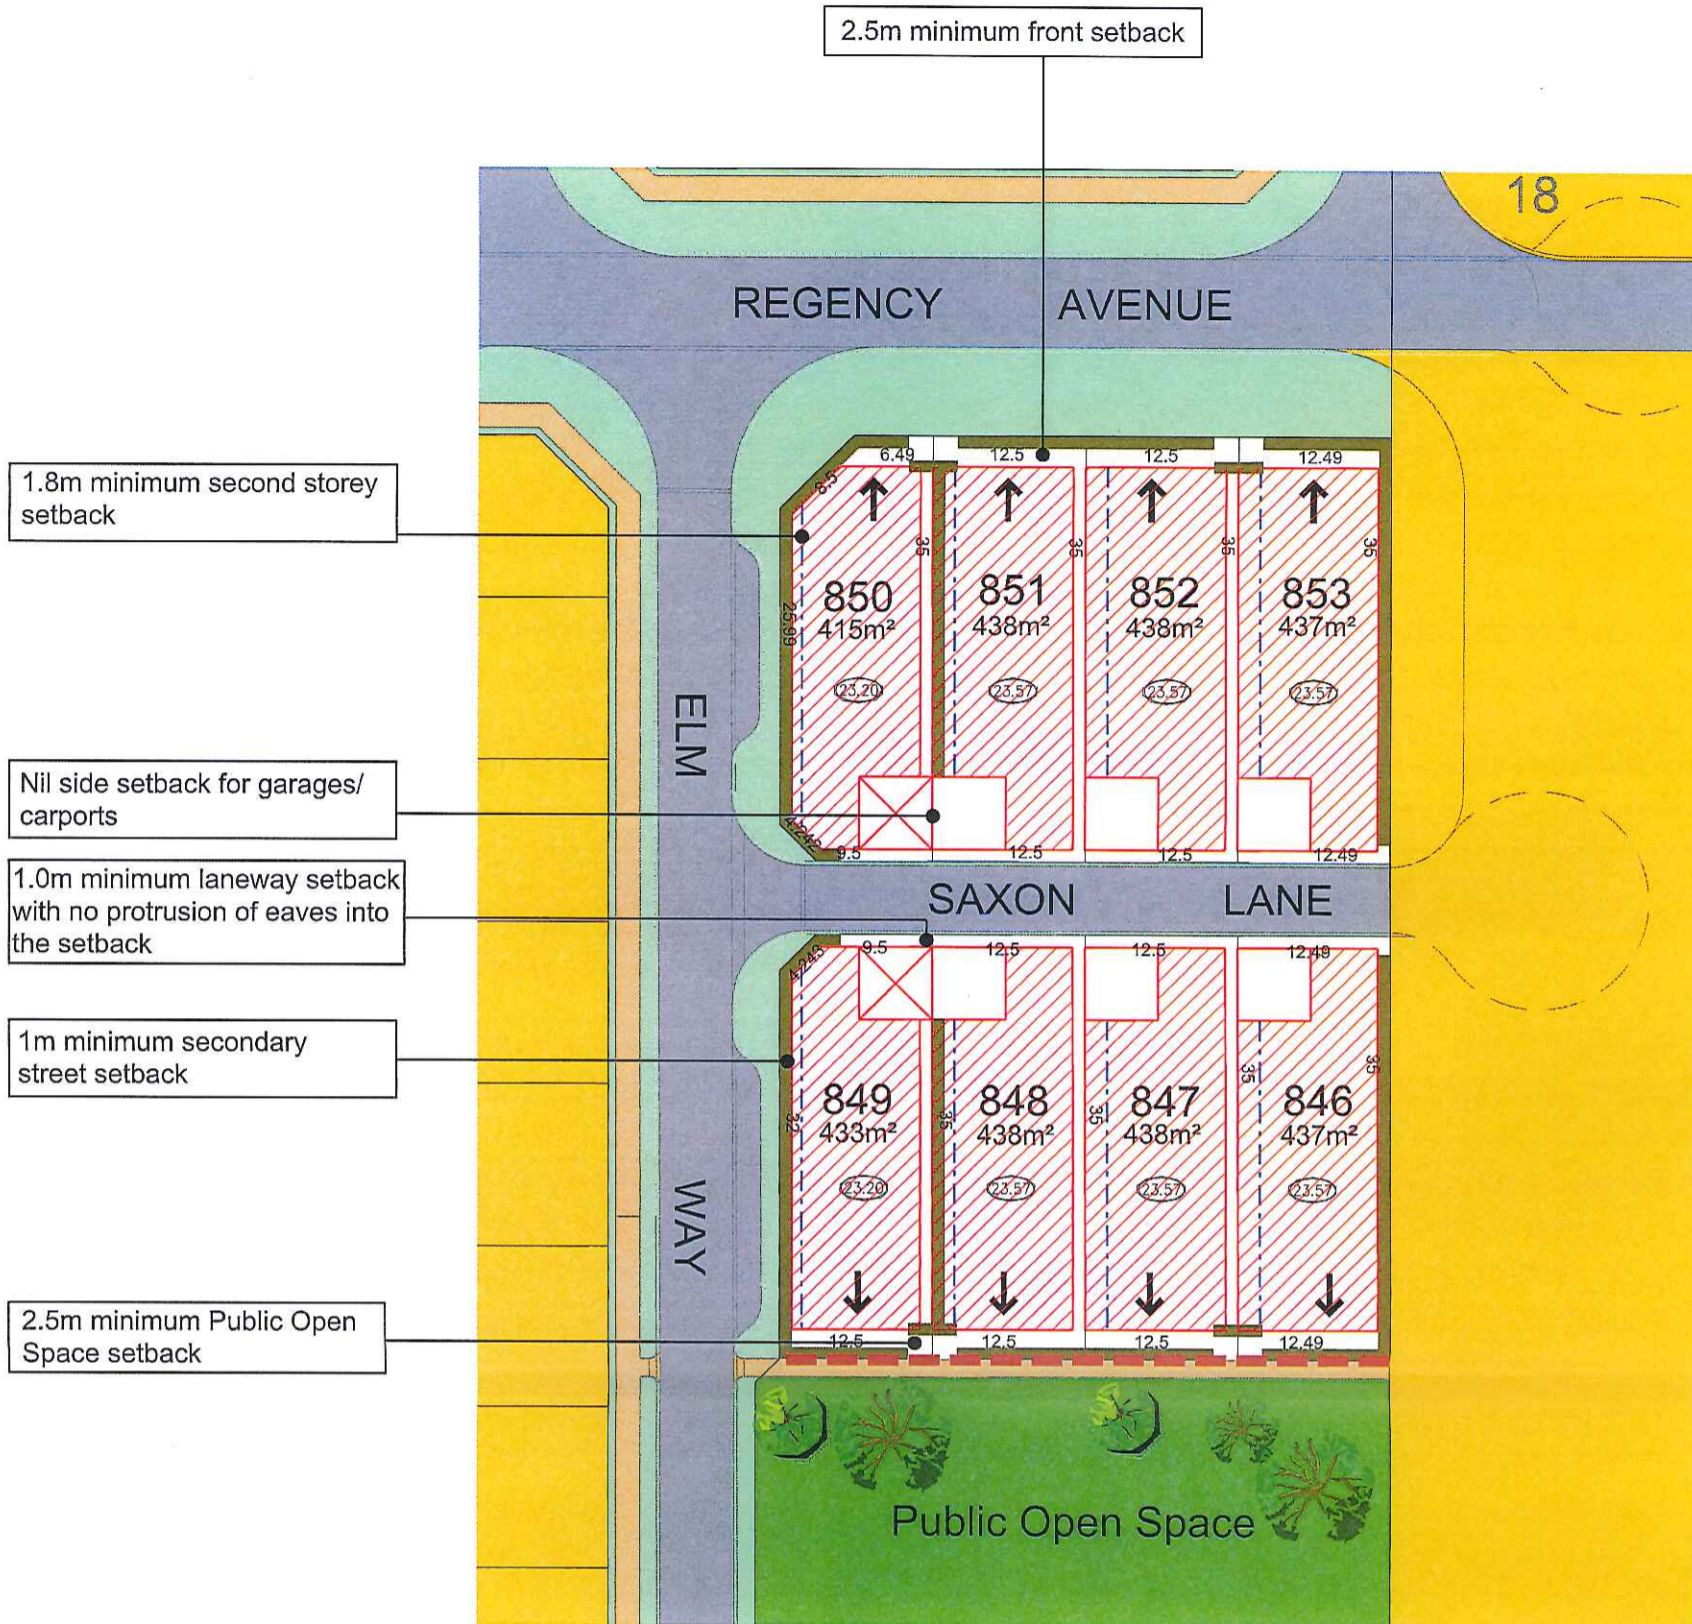 2.5m minimum front setback
18
REGENCY AVENUE
1.8m minimum second storey
setback
6.49 12.5 12.5 12.49
8.5
35 35 35 35
850 851 852 853
415m² 438m² 438m² 437m²
25.99
23.20 23.57 23.57 23.57
ELM
Nil side setback for garages/
carports
4.242
9.5 12.5 12.5 12.49
1.0m minimum laneway setback
with no protrusion of eaves into
the setback
SAXON LANE
9.5 12.5 12.5 12.49
4.243
1m minimum secondary
street setback
849 848 847 846
433m² 438m² 438m² 437m²
32 35 35 35 35
23.20 23.57 23.57 23.57
WAY
2.5m minimum Public Open
Space setback
12.5 12.5 12.5 12.49
Public Open Space